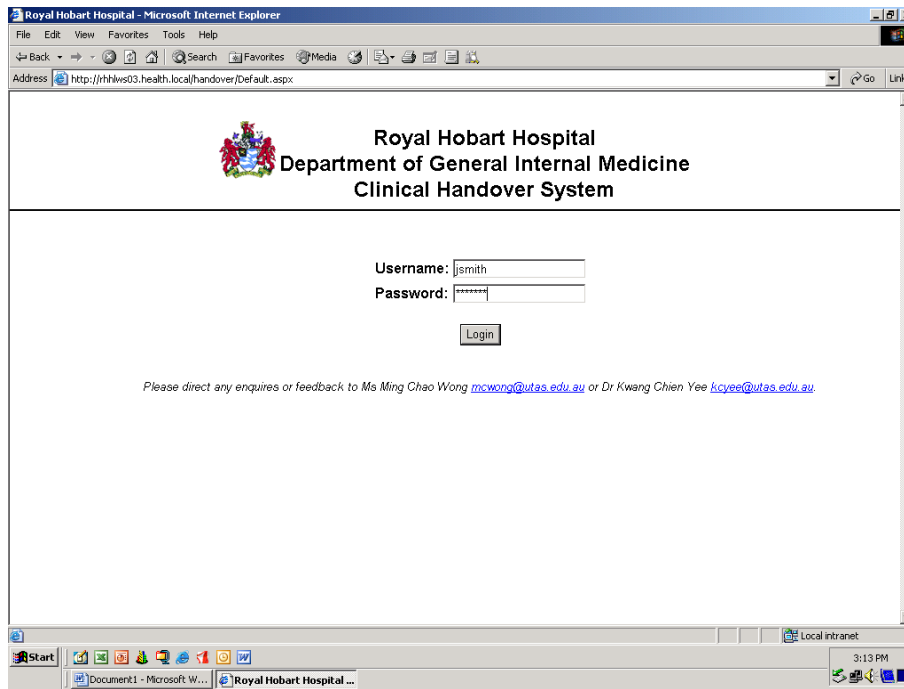 Royal Hobart Hospital - Microsoft Internet Explorer
File Edit View Favorites Tools Help
Back Search Favorites Media
Address http://rhhlws03.health.local/handover/Default.aspx Go Link
Royal Hobart Hospital
Department of General Internal Medicine
Clinical Handover System
Username: jsmith
Password: *******
Login
Please direct any enquires or feedback to Ms Ming Chao Wong mcwong@utas.edu.au or Dr Kwang Chien Yee kcyee@utas.edu.au.
Local intranet
Start 3:13 PM
Document1 - Microsoft W... Royal Hobart Hospital ...